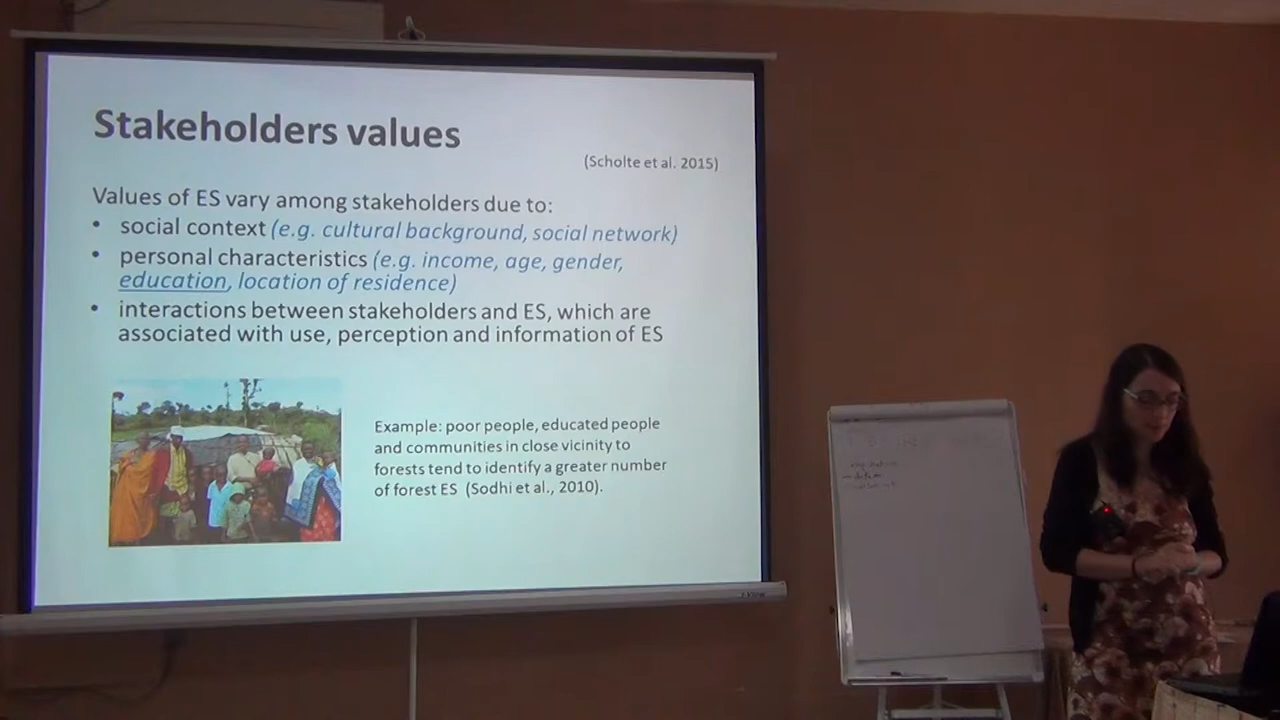 Stakeholders values
(Scholte et al. 2015)
Values of ES vary among stakeholders due to:
• social context (e.g. cultural background, social network)
• personal characteristics (e.g. income, age, gender,
education, location of residence)
• interactions between stakeholders and ES, which are
associated with use, perception and information of ES
Example: poor people, educated people
and communities in close vicinity to
forests tend to identify a greater number
of forest ES (Sodhi et al., 2010).